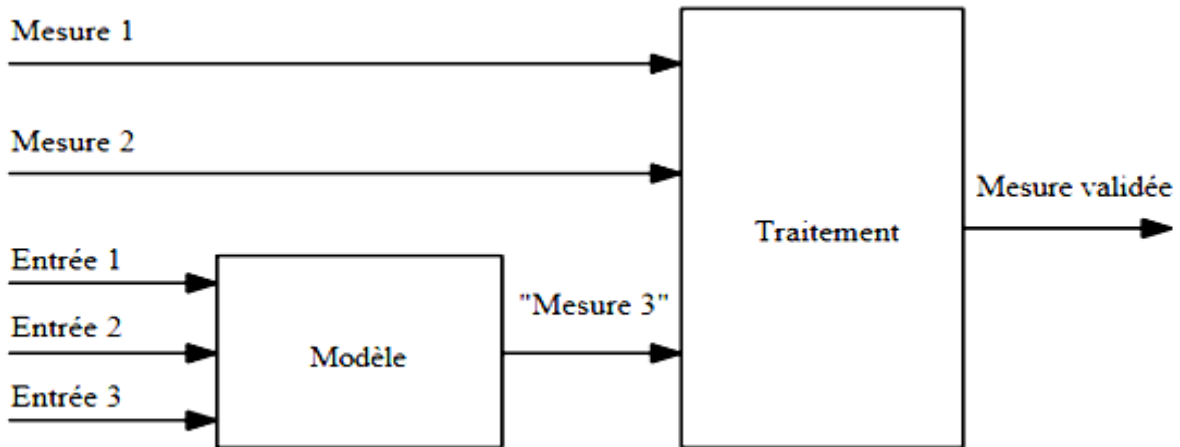 Mesure 1
Mesure 2
Entrée 1
Entrée 2
Entrée 3
Modèle
"Mesure 3"
Traitement
Mesure validée